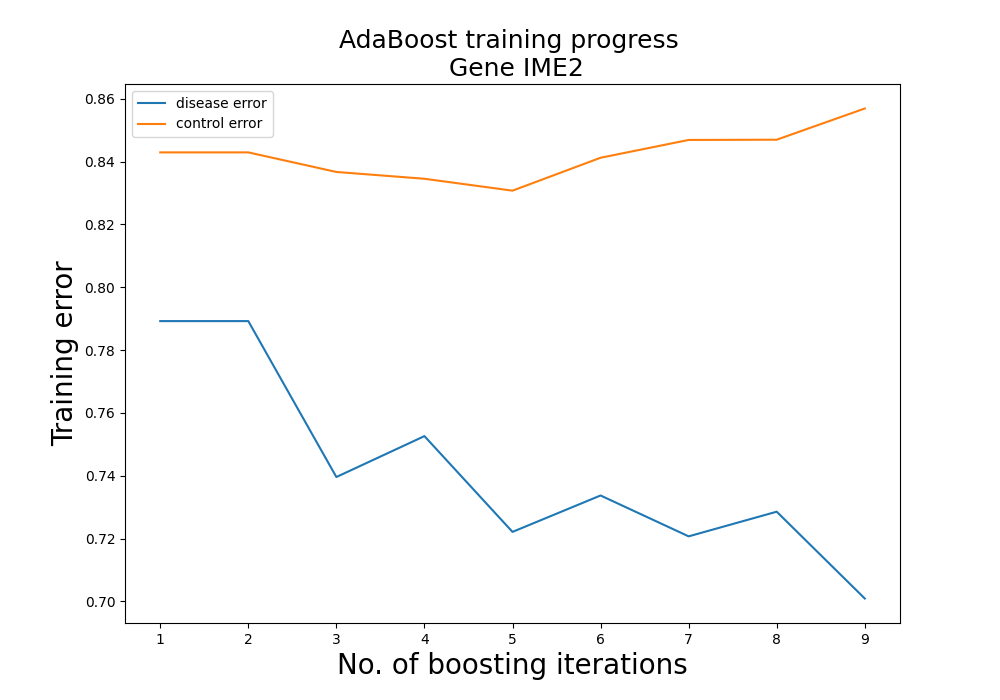 AdaBoost training progress
Gene IME2
disease error
control error
Training error
0.86
0.84
0.82
0.80
0.78
0.76
0.74
0.72
0.70
1 2 3 4 5 6 7 8 9
No. of boosting iterations